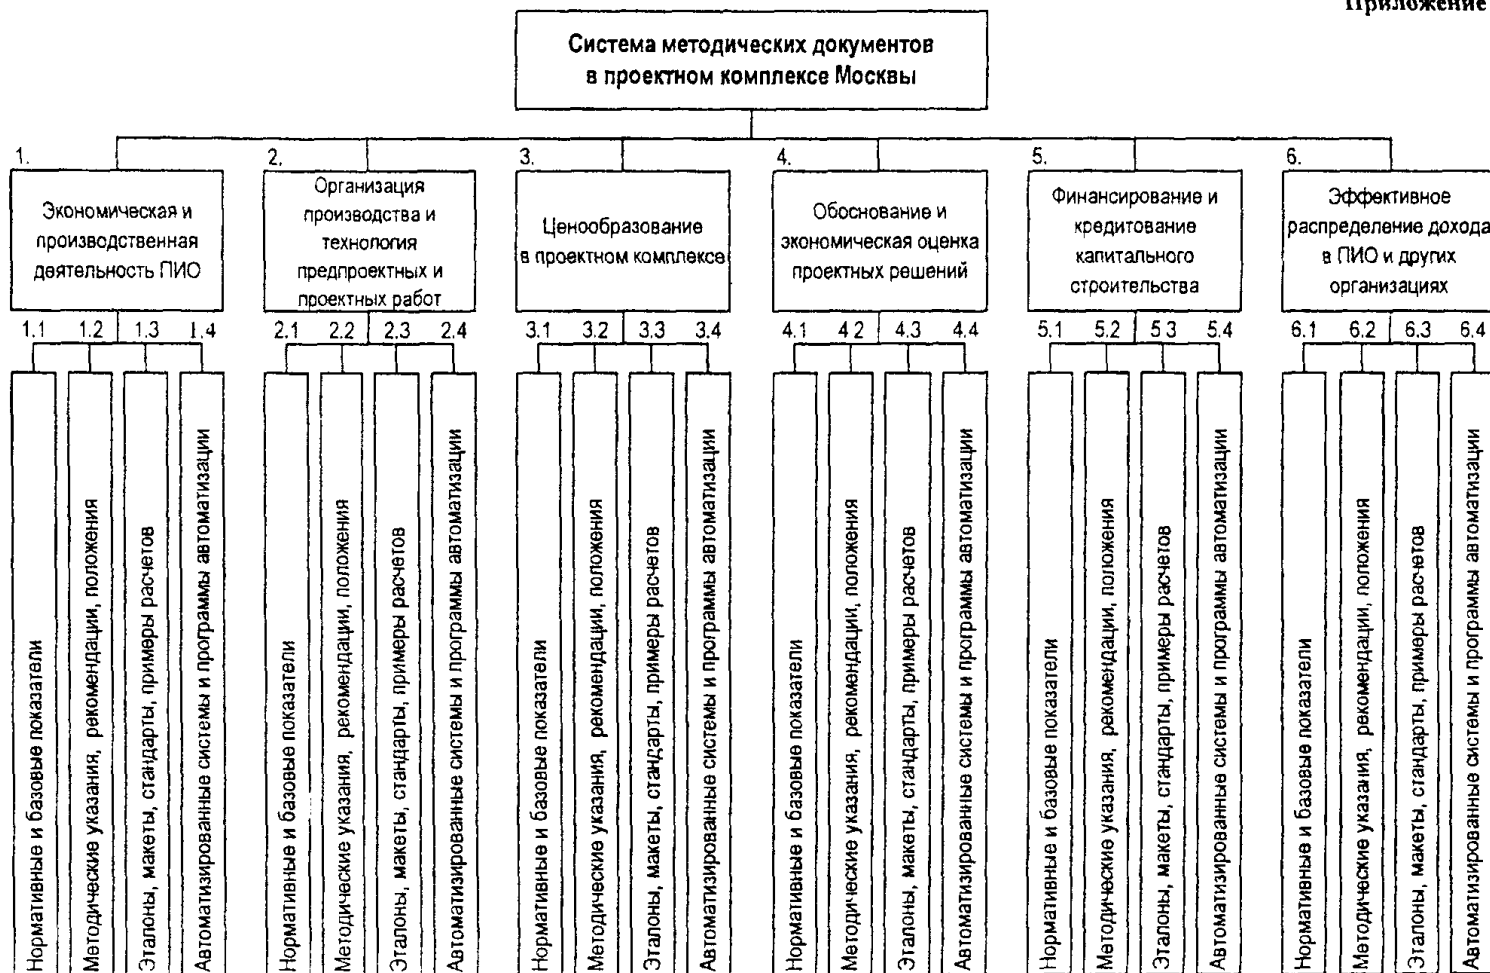 Приложение
Система методических документов
в проектном комплексе Москвы
1.
Экономическая и
производственная
деятельность ПИО
2.
Организация
производства и
технология
предпроектных и
проектных работ
3.
Ценообразование
в проектном комплексе
4.
Обоснование и
экономическая оценка
проектных решений
5.
Финансирование и
кредитование
капитального
строительства
6.
Эффективное
распределение дохода
в ПИО и других
организациях
1.1
Нормативные и базовые показатели
1.2
Методические указания, рекомендации, положения
1.3
Эталоны, макеты, стандарты, примеры расчетов
1.4
Автоматизированные системы и программы автоматизации
2.1
Нормативные и базовые показатели
2.2
Методические указания, рекомендации, положения
2.3
Эталоны, макеты, стандарты, примеры расчетов
2.4
Автоматизированные системы и программы автоматизации
3.1
Нормативные и базовые показатели
3.2
Методические указания, рекомендации, положения
3.3
Эталоны, макеты, стандарты, примеры расчетов
3.4
Автоматизированные системы и программы автоматизации
4.1
Нормативные и базовые показатели
4.2
Методические указания, рекомендации, положения
4.3
Эталоны, макеты, стандарты, примеры расчетов
4.4
Автоматизированные системы и программы автоматизации
5.1
Нормативные и базовые показатели
5.2
Методические указания, рекомендации, положения
5.3
Эталоны, макеты, стандарты, примеры расчетов
5.4
Автоматизированные системы и программы автоматизации
6.1
Нормативные и базовые показатели
6.2
Методические указания, рекомендации, положения
6.3
Эталоны, макеты, стандарты, примеры расчетов
6.4
Автоматизированные системы и программы автоматизации